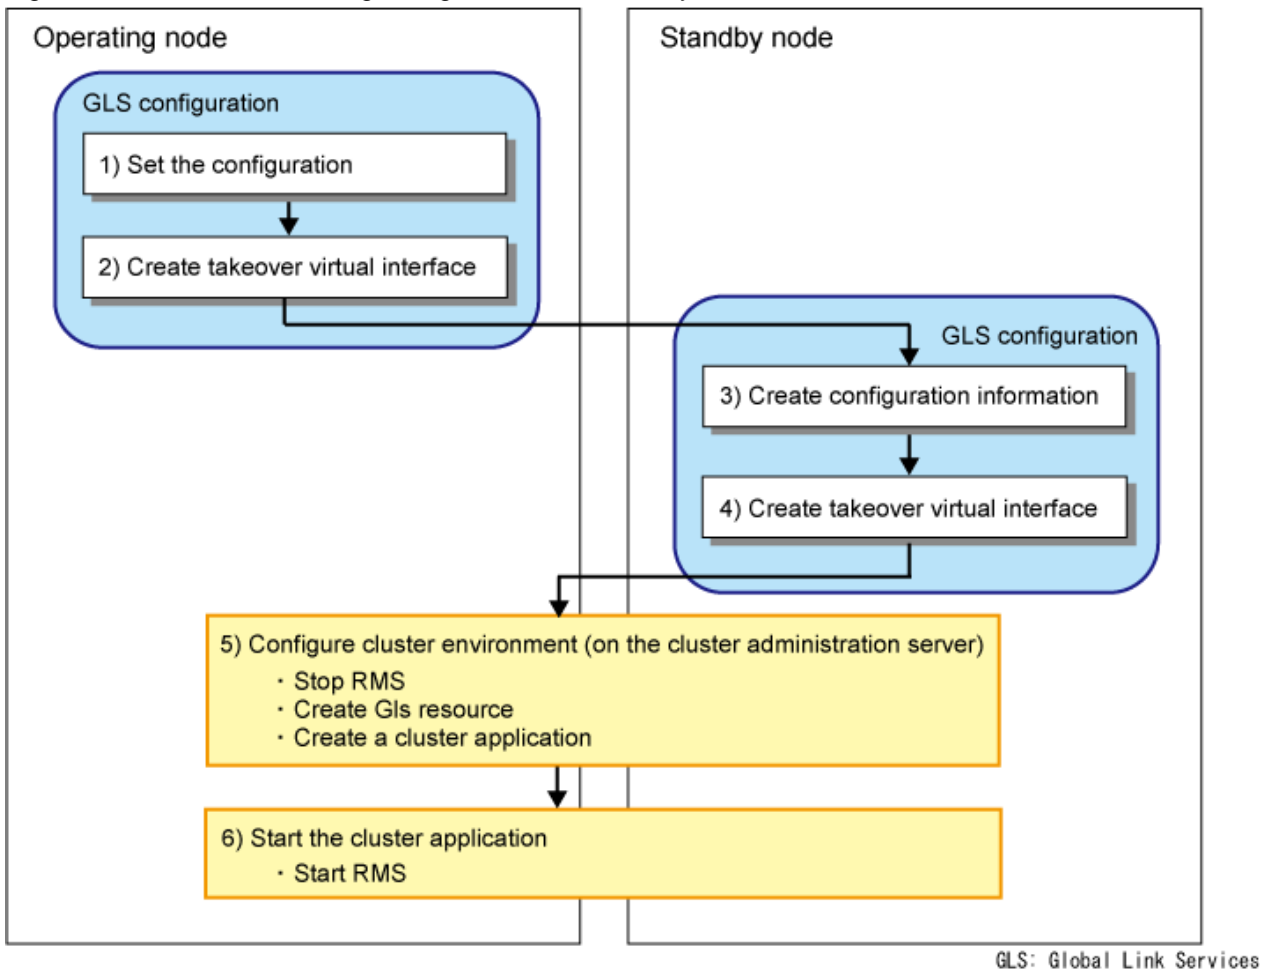 Operating node
Standby node
GLS configuration
1) Set the configuration
2) Create takeover virtual interface
GLS configuration
3) Create configuration information
4) Create takeover virtual interface
5) Configure cluster environment (on the cluster administration server)
・Stop RMS
・Create Gls resource
・Create a cluster application
6) Start the cluster application
・Start RMS
GLS: Global Link Services